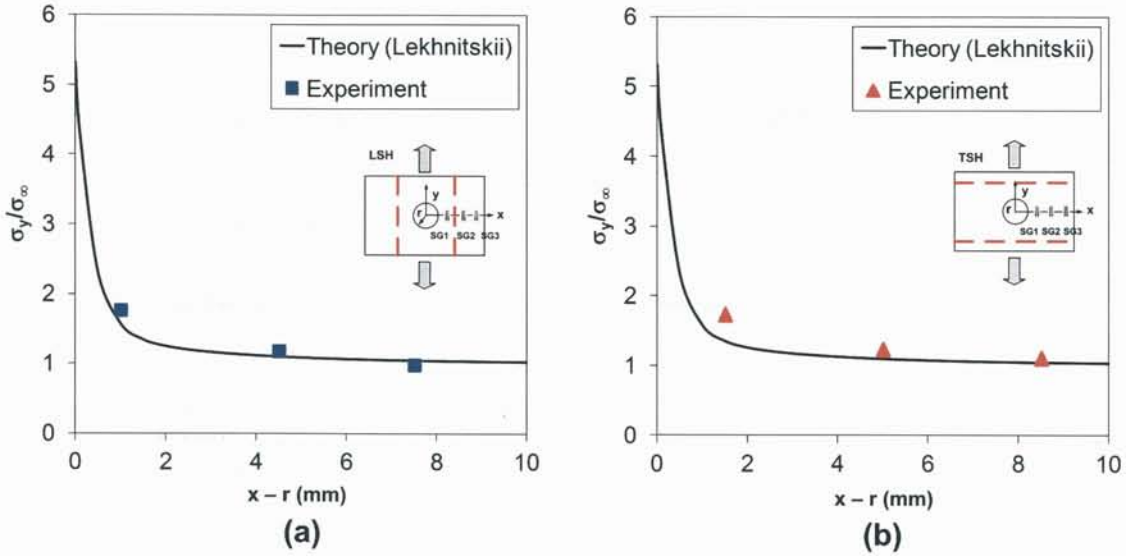 6
5
4
3
2
1
0
σy/σ∞
Theory (Lekhnitskii)
Experiment
LSH
y
r
x
SG1 SG2 SG3
0 2 4 6 8 10
x – r (mm)
(a)
6
5
4
3
2
1
0
σy/σ∞
Theory (Lekhnitskii)
Experiment
TSH
y
r
x
SG1 SG2 SG3
0 2 4 6 8 10
x – r (mm)
(b)